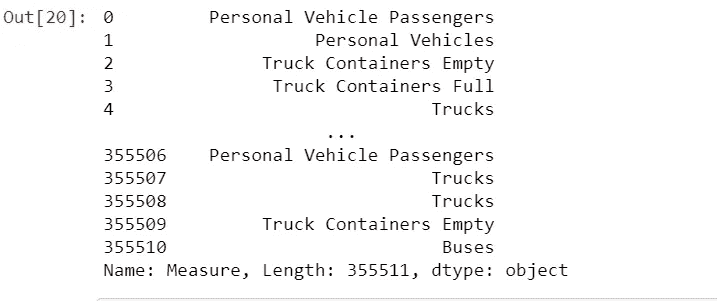 Out[20]: 0 Personal Vehicle Passengers
1 Personal Vehicles
2 Truck Containers Empty
3 Truck Containers Full
4 Trucks
...
355506 Personal Vehicle Passengers
355507 Trucks
355508 Trucks
355509 Truck Containers Empty
355510 Buses
Name: Measure, Length: 355511, dtype: object